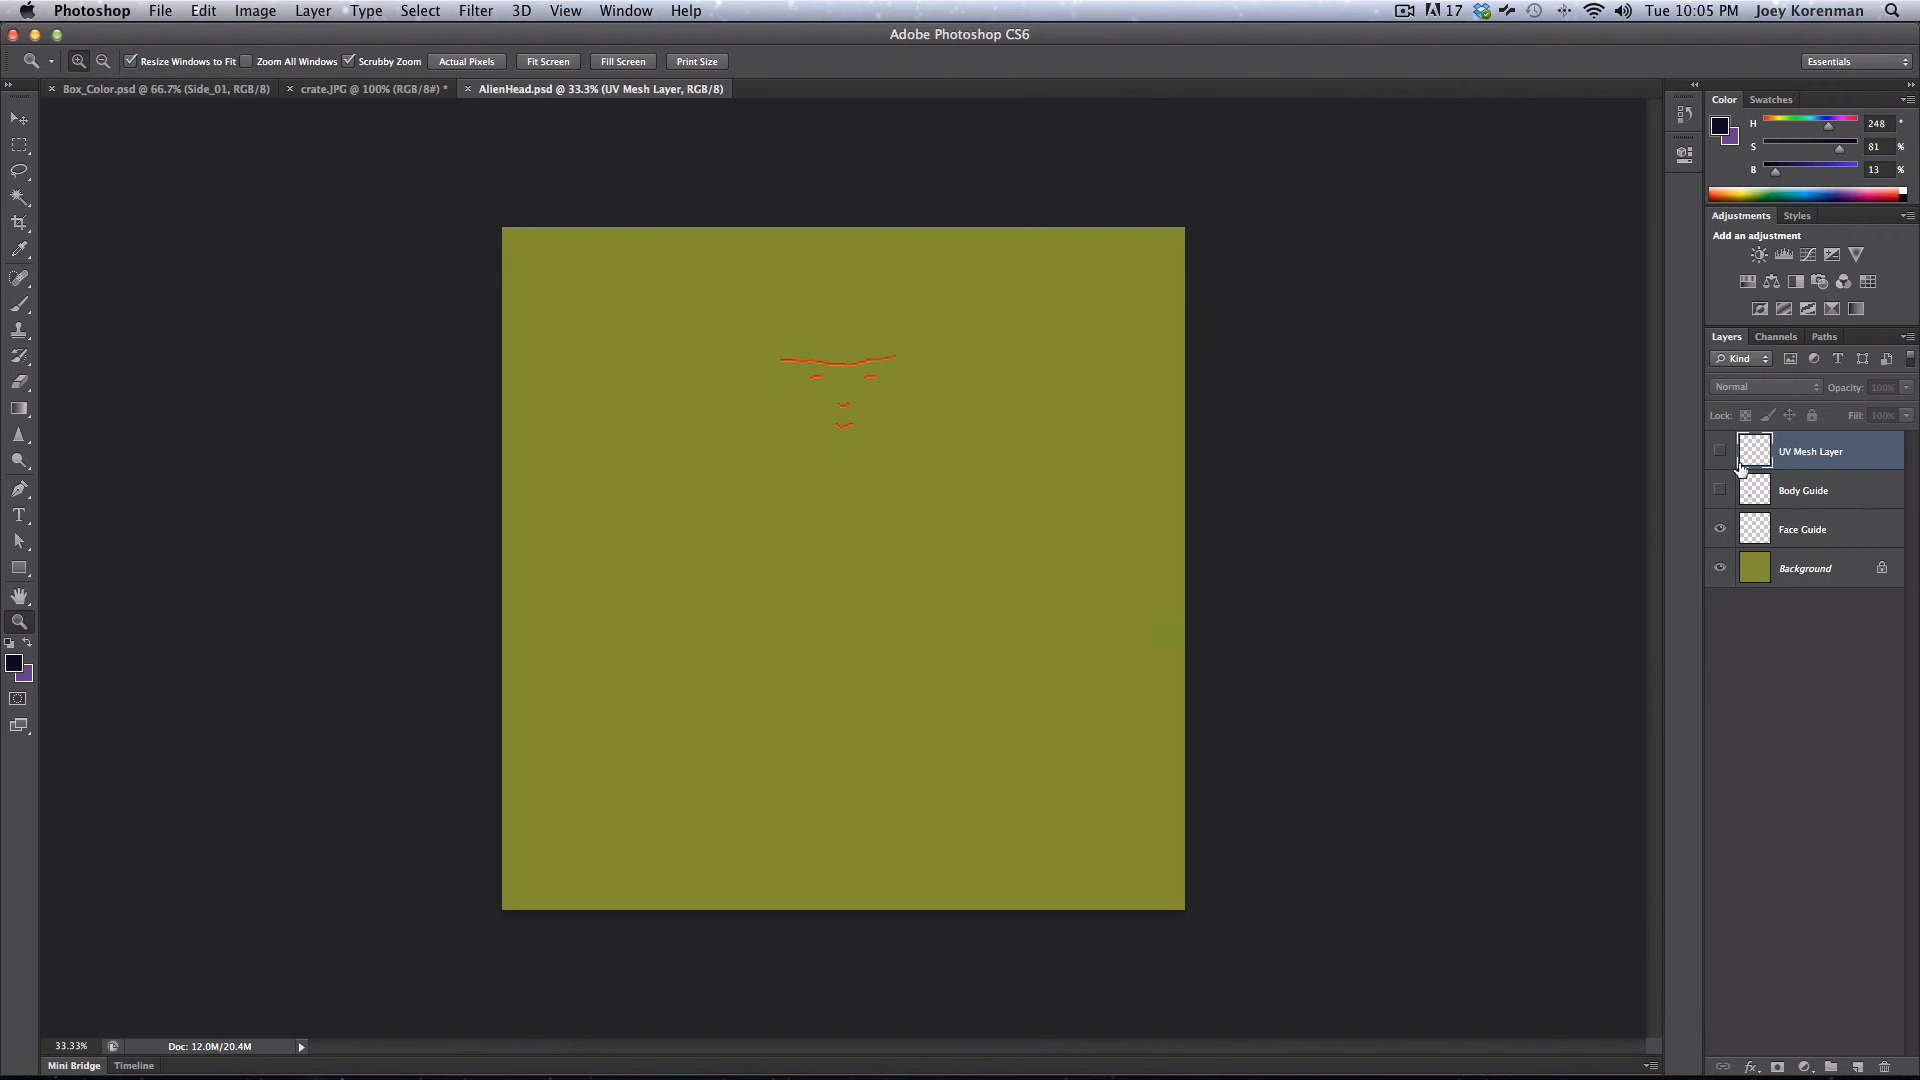 Photoshop File Edit Image Layer Type Select Filter 3D View Window Help 17 Tue 10:05 PM Joey Korenman
Adobe Photoshop CS6
Resize Windows to Fit Zoom All Windows Scrubby Zoom Actual Pixels Fit Screen Fill Screen Print Size Essentials
Box_Color.psd @ 66.7% (Side_01, RGB/8) crate.JPG @ 100% (RGB/8#) * AlienHead.psd @ 33.3% (UV Mesh Layer, RGB/8)
Color Swatches
H 248 °
S 81 %
B 13 %
Adjustments Styles
Add an adjustment
Layers Channels Paths
Kind
Normal Opacity: 100%
Lock: Fill: 100%
UV Mesh Layer
Body Guide
Face Guide
Background
33.33% Doc: 12.0M/20.4M
Mini Bridge Timeline